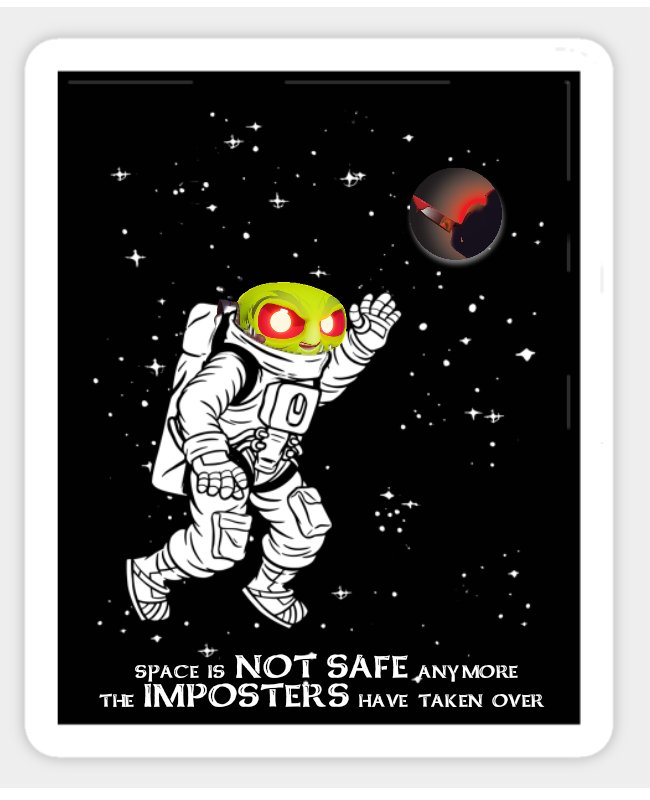 SPACE IS NOT SAFE ANYMORE
THE IMPOSTERS HAVE TAKEN OVER